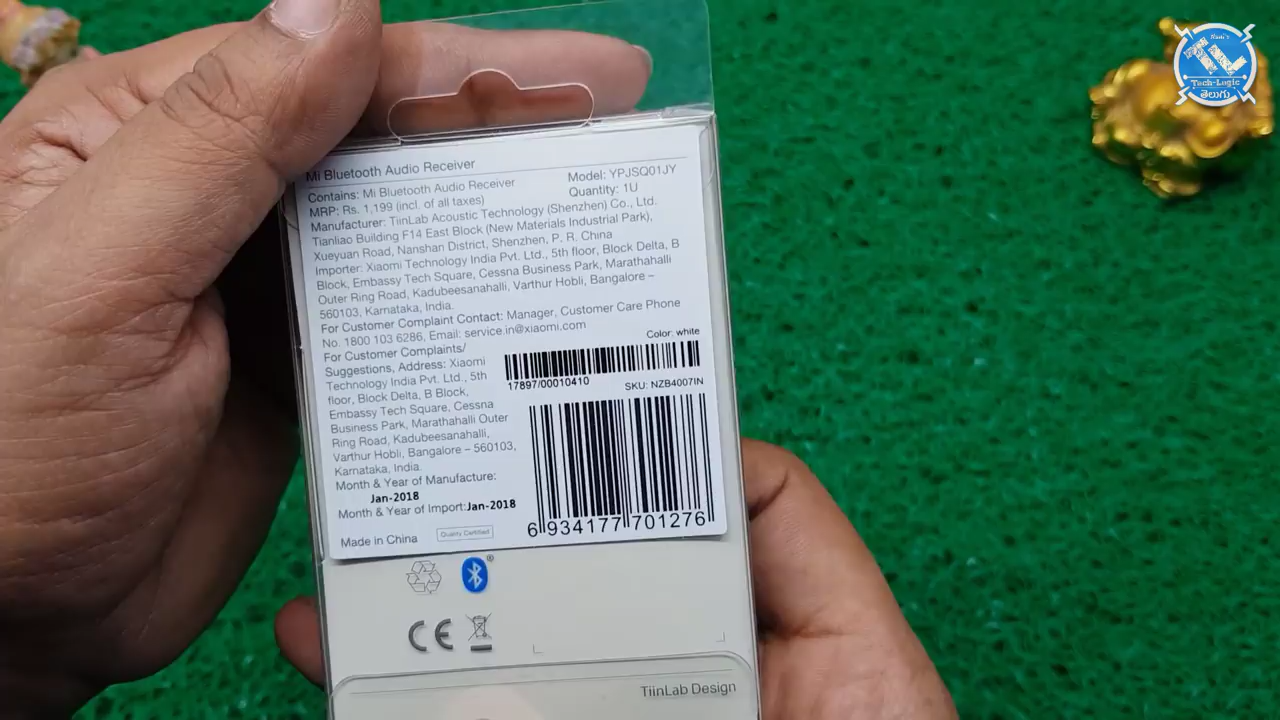 Mi Bluetooth Audio Receiver
Contains: Mi Bluetooth Audio Receiver
Model: YPJSQ01JY
MRP: Rs. 1,199 (incl. of all taxes)
Quantity: 1U
Manufacturer: TiinLab Acoustic Technology (Shenzhen) Co., Ltd.
Tianliao Building F14 East Block (New Materials Industrial Park),
Xueyuan Road, Nanshan District, Shenzhen, P. R. China
Importer: Xiaomi Technology India Pvt. Ltd., 5th floor, Block Delta, B
Block, Embassy Tech Square, Cessna Business Park, Marathahalli
Outer Ring Road, Kadubeesanahalli, Varthur Hobli, Bangalore –
560103, Karnataka, India.
For Customer Complaint Contact: Manager, Customer Care Phone
No. 1800 103 6286, Email: service.in@xiaomi.com
For Customer Complaints/
Suggestions, Address: Xiaomi
Technology India Pvt. Ltd., 5th
floor, Block Delta, B Block,
Embassy Tech Square, Cessna
Business Park, Marathahalli Outer
Ring Road, Kadubeesanahalli,
Varthur Hobli, Bangalore – 560103,
Karnataka, India.
Color: white
17897/00010410
SKU: NZB4007IN
Month & Year of Manufacture:
Jan-2018
Month & Year of Import:Jan-2018
6 934177 701276
Made in China
Quality Certified
CE
TiinLab Design
Tech-Logic
తెలుగు